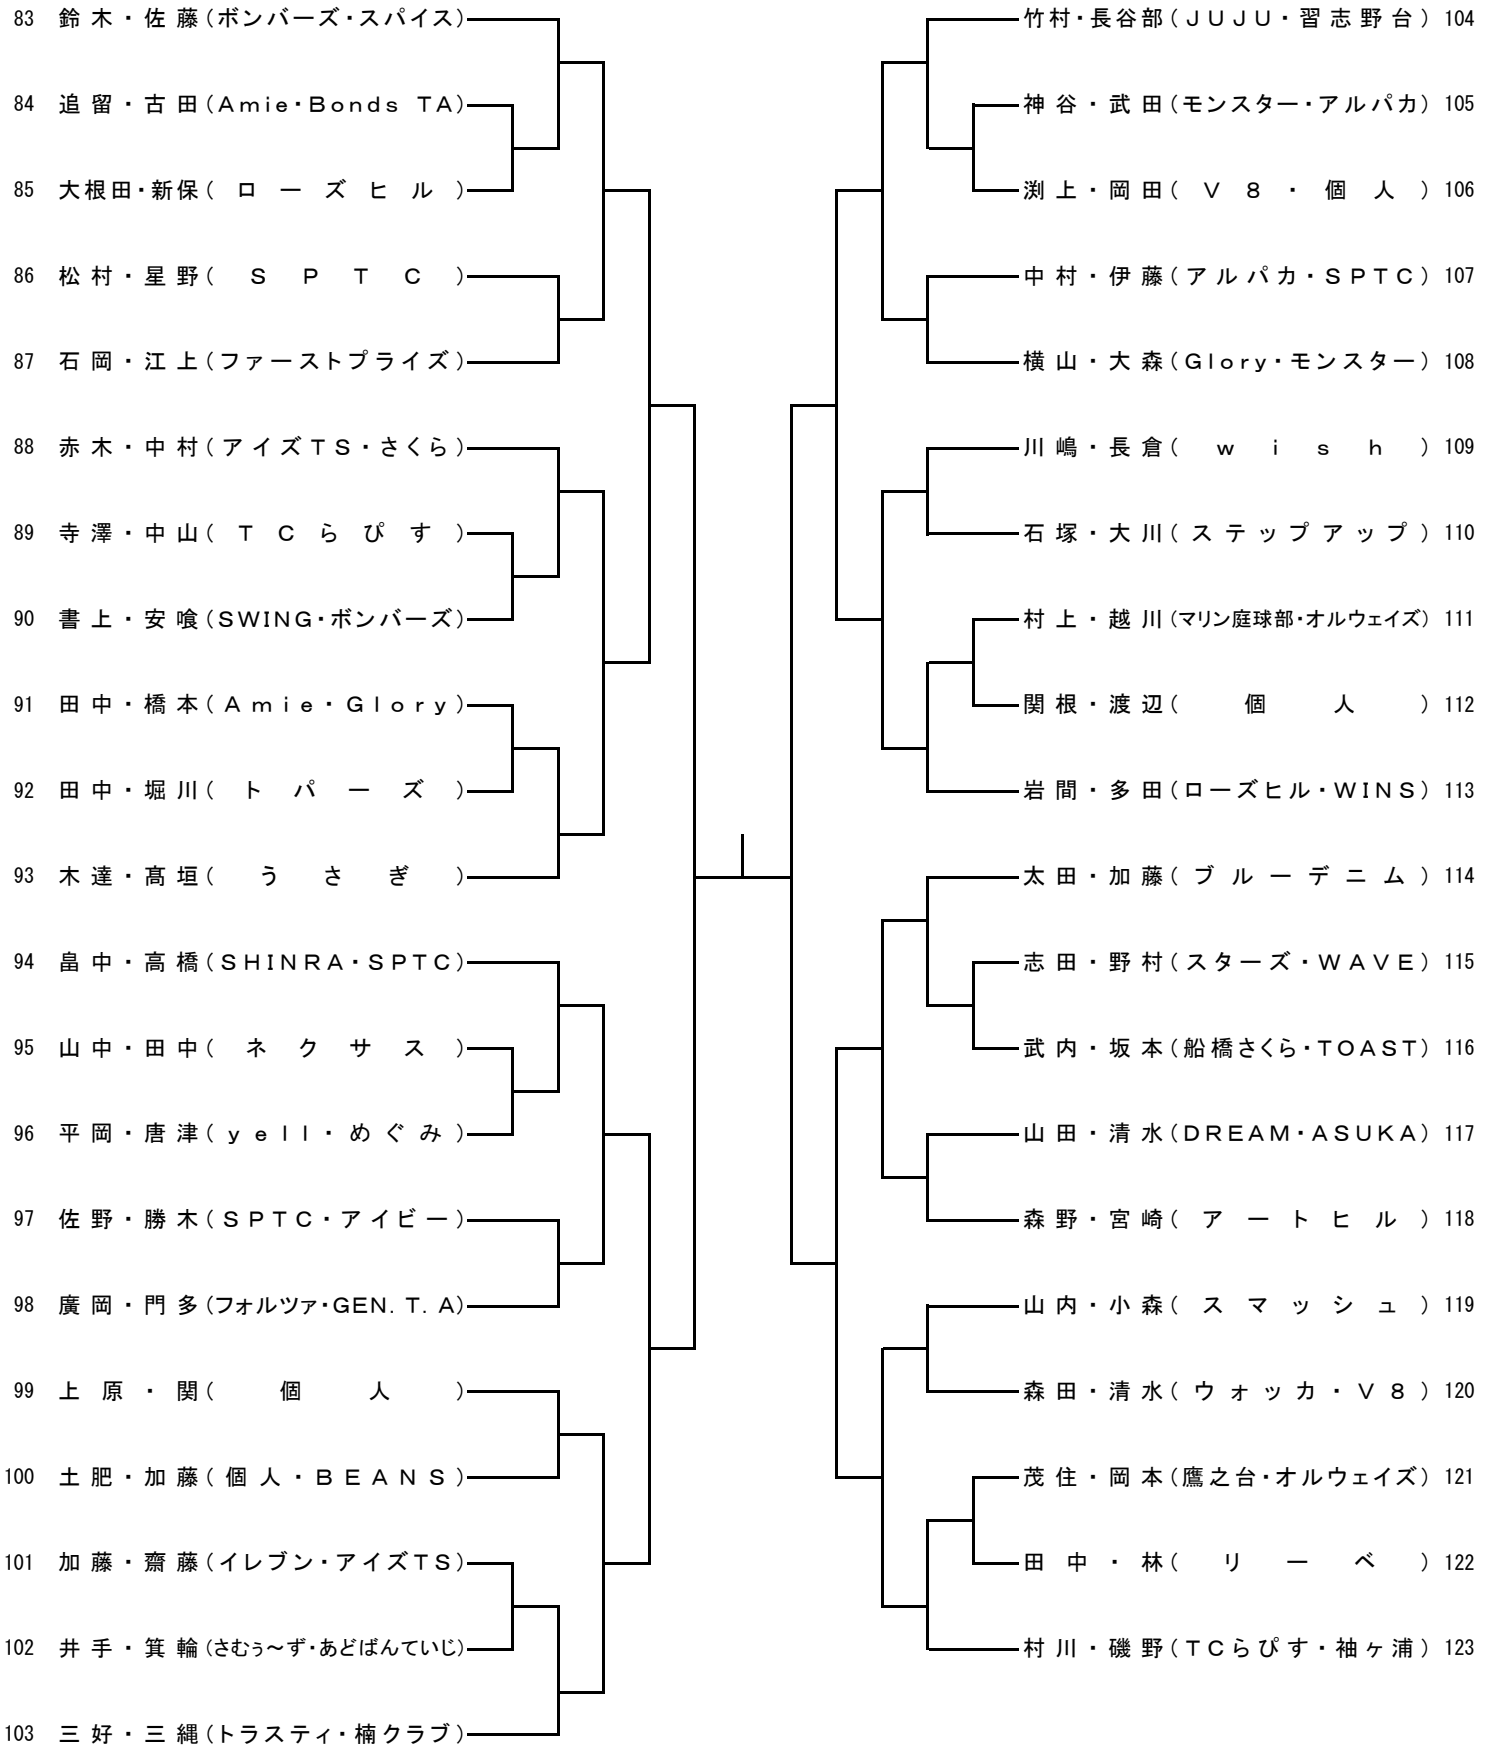 83 鈴木・佐藤(ボンバーズ・スパイス)
84 追留・古田(Amie・Bonds TA)
85 大根田・新保(ローズヒル)
86 松村・星野(SPTC)
87 石岡・江上(ファーストプライズ)
88 赤木・中村(アイズTS・さくら)
89 寺澤・中山(TCらぴす)
90 書上・安喰(SWING・ボンバーズ)
91 田中・橋本(Amie・Glory)
92 田中・堀川(トパーズ)
93 木達・髙垣(うさぎ)
94 畠中・高橋(SHINRA・SPTC)
95 山中・田中(ネクサス)
96 平岡・唐津(yell・めぐみ)
97 佐野・勝木(SPTC・アイビー)
98 廣岡・門多(フォルツァ・GEN.T.A)
99 上原・関(個人)
100 土肥・加藤(個人・BEANS)
101 加藤・齋藤(イレブン・アイズTS)
102 井手・箕輪(さむぅ～ず・あどばんていじ)
103 三好・三縄(トラスティ・楠クラブ)
竹村・長谷部(JUJU・習志野台) 104
神谷・武田(モンスター・アルパカ) 105
渕上・岡田(V8・個人) 106
中村・伊藤(アルパカ・SPTC) 107
横山・大森(Glory・モンスター) 108
川嶋・長倉(wish) 109
石塚・大川(ステップアップ) 110
村上・越川(マリン庭球部・オルウェイズ) 111
関根・渡辺(個人) 112
岩間・多田(ローズヒル・WINS) 113
太田・加藤(ブルーデニム) 114
志田・野村(スターズ・WAVE) 115
武内・坂本(船橋さくら・TOAST) 116
山田・清水(DREAM・ASUKA) 117
森野・宮崎(アートヒル) 118
山内・小森(スマッシュ) 119
森田・清水(ウォッカ・V8) 120
茂住・岡本(鷹之台・オルウェイズ) 121
田中・林(リーベ) 122
村川・磯野(TCらぴす・袖ヶ浦) 123